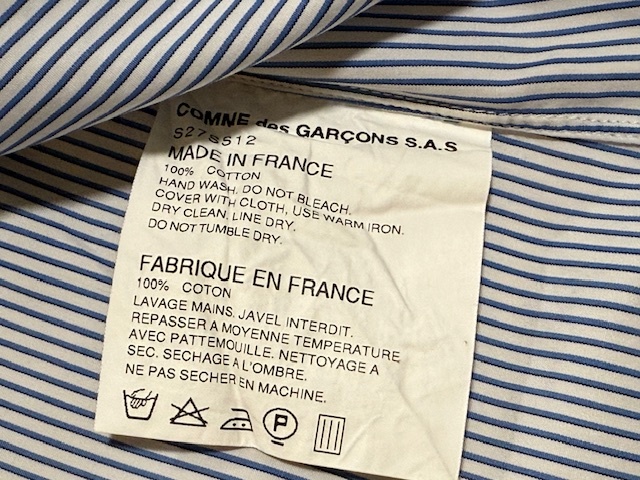 COMME des GARÇONS S.A.S
S27S512
MADE IN FRANCE
100% COTTON
HAND WASH, DO NOT BLEACH.
COVER WITH CLOTH, USE WARM IRON.
DRY CLEAN, LINE DRY.
DO NOT TUMBLE DRY.
FABRIQUE EN FRANCE
100% COTON
LAVAGE MAINS. JAVEL INTERDIT.
REPASSER A MOYENNE TEMPERATURE
AVEC PATTEMOUILLE. NETTOYAGE A
SEC. SECHAGE A L'OMBRE.
NE PAS SECHER EN MACHINE.
P